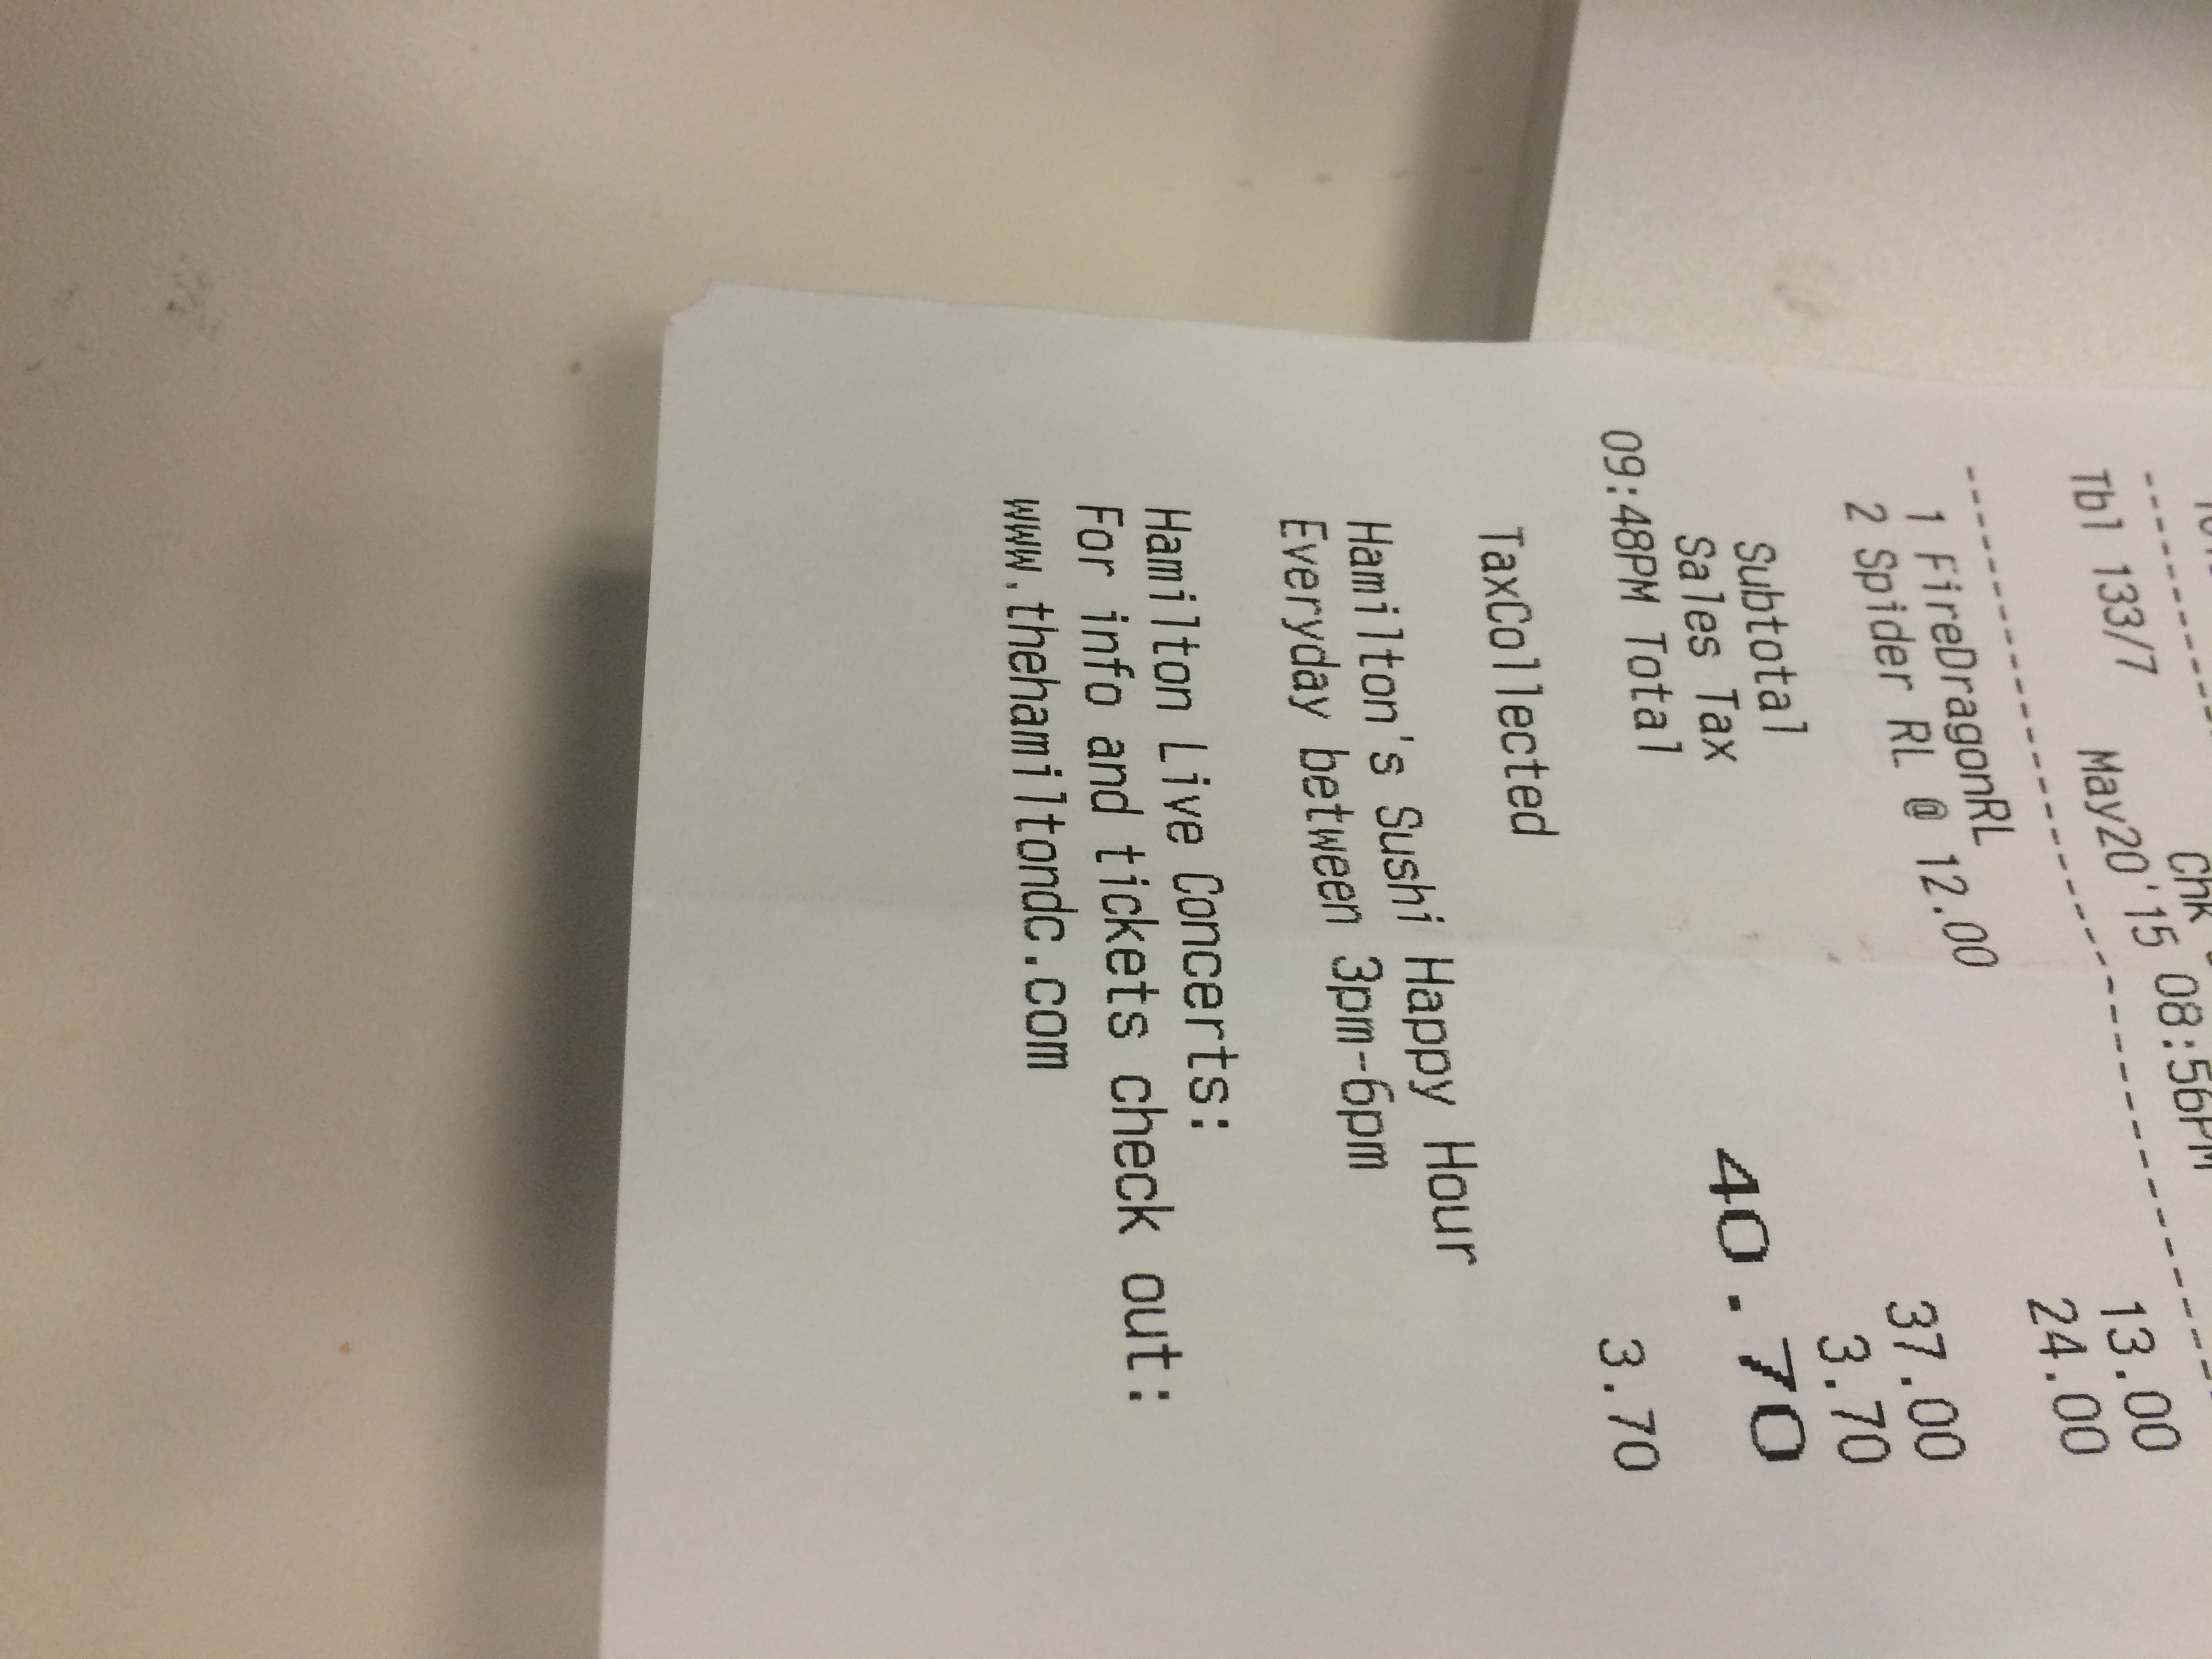 Chk
Tbl 133/7 May20'15 08:56PM
--------------------------------
1 FireDragonRL 13.00
2 Spider RL @ 12.00 24.00
Subtotal 37.00
Sales Tax 3.70
09:48PM Total 40.70
TaxCollected 3.70
Hamilton's Sushi Happy Hour
Everyday between 3pm-6pm
Hamilton Live Concerts:
For info and tickets check out:
www.thehamiltondc.com